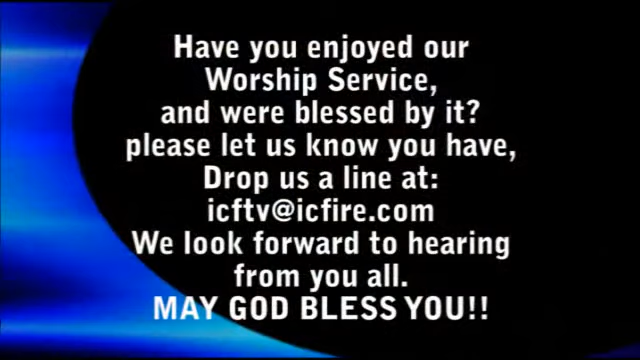 Have you enjoyed our
Worship Service,
and were blessed by it?
please let us know you have,
Drop us a line at:
icftv@icfire.com
We look forward to hearing
from you all.
MAY GOD BLESS YOU!!